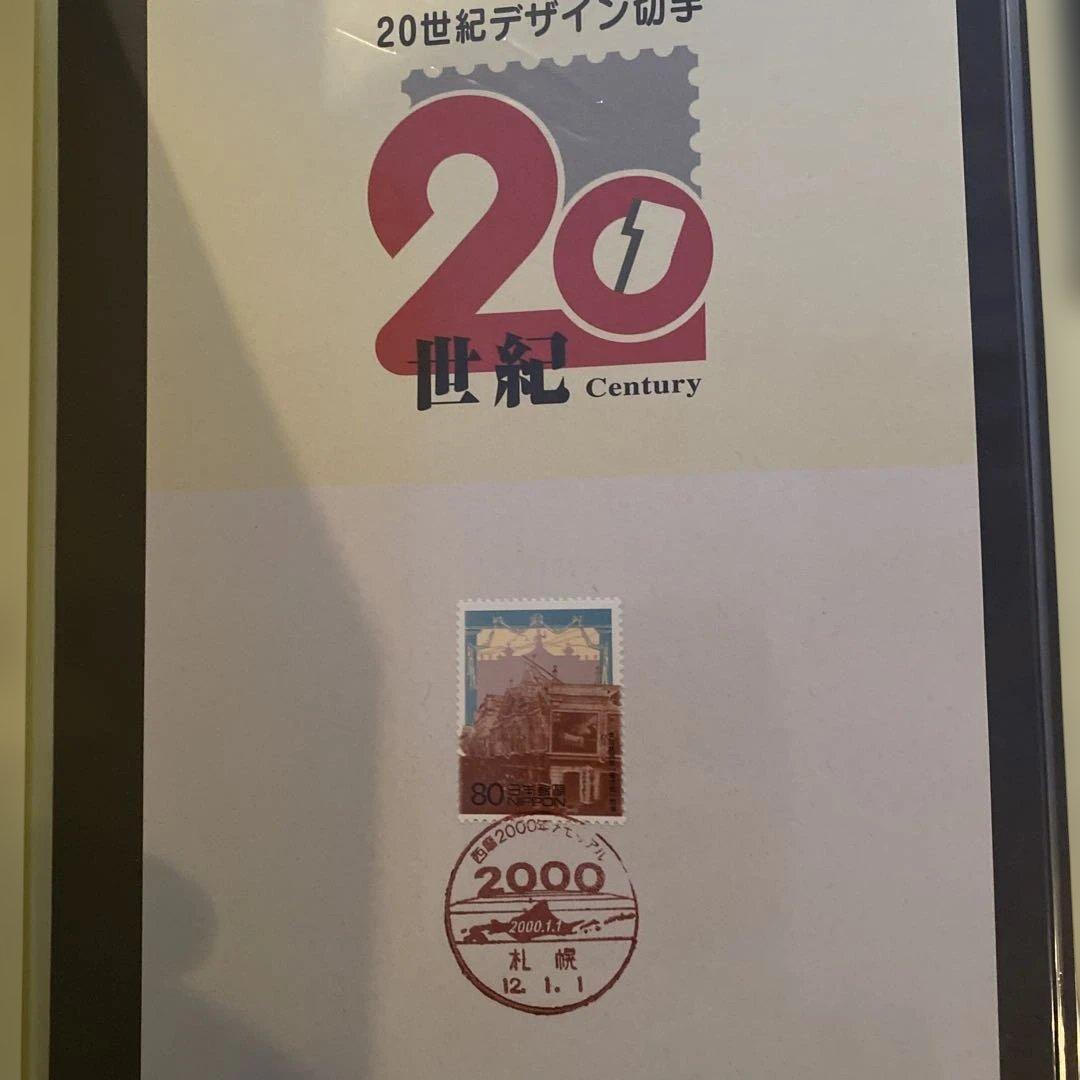 20世紀デザイン切手
20
世紀 Century
80 日本郵便
NIPPON
西暦2000年メモリアル
2000
2000.1.1
札幌
12.1.1